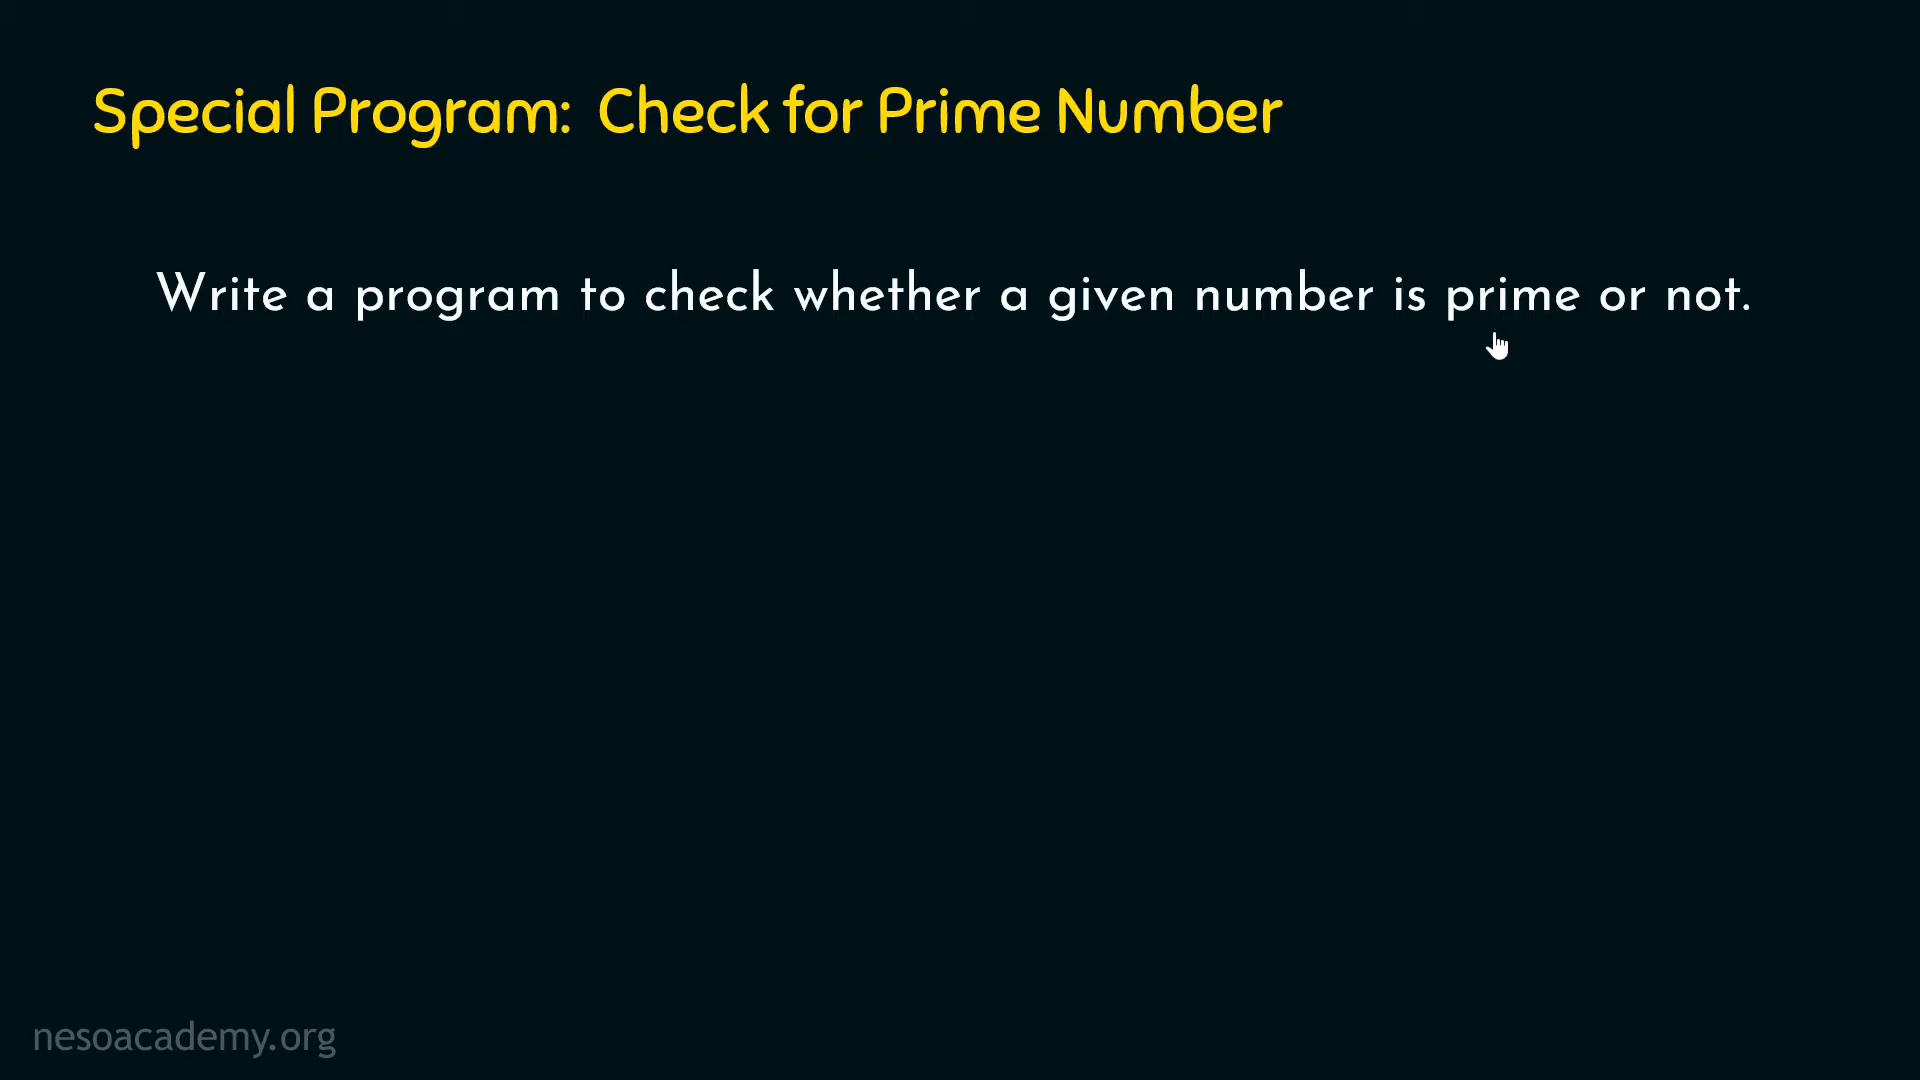 Special Program: Check for Prime Number
Write a program to check whether a given number is prime or not.
nesoacademy.org